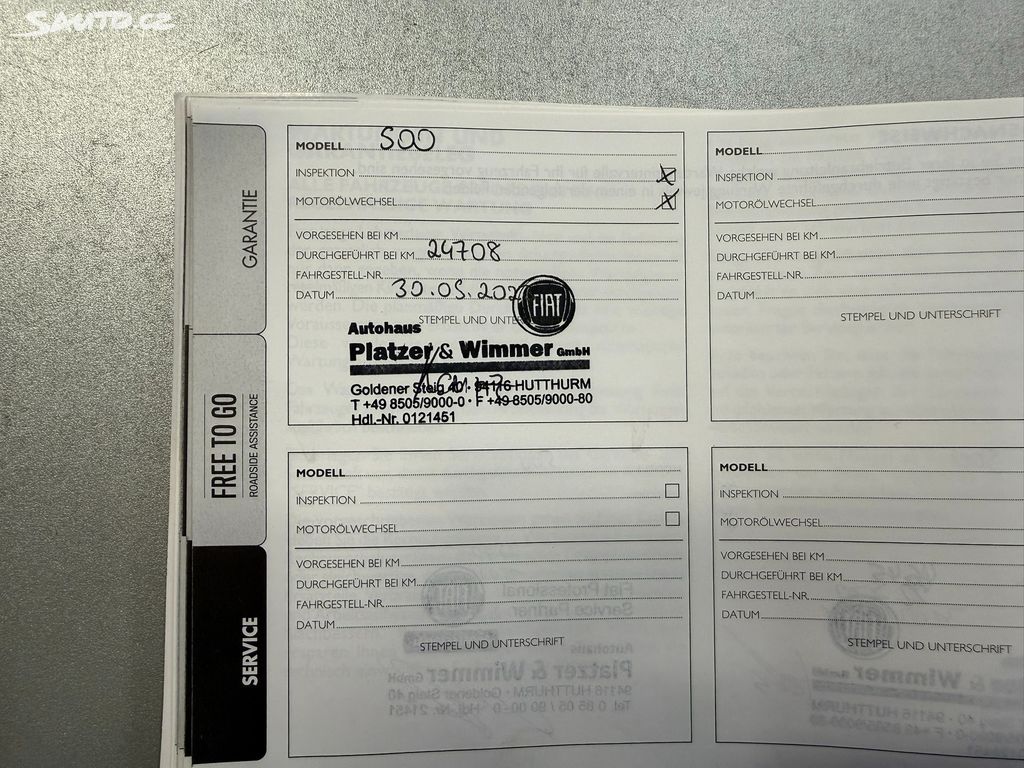 SAUTO.CZ
GARANTIE
FREE TO GO
ROADSIDE ASSISTANCE
SERVICE
MODELL 500
INSPEKTION
MOTORÖLWECHSEL
VORGESEHEN BEI KM
DURCHGEFÜHRT BEI KM 24708
FAHRGESTELL-NR.
DATUM 30.05.202
FIAT
STEMPEL UND UNTE
Autohaus
Platzer & Wimmer GmbH
Goldener Steig 40 · 94116 HUTTHURM
T +49 8505/9000-0 · F +49 8505/9000-80
Hdl.-Nr. 0121451
MODELL
INSPEKTION
MOTORÖLWECHSEL
VORGESEHEN BEI KM
DURCHGEFÜHRT BEI KM
FAHRGESTELL-NR.
DATUM
STEMPEL UND UNTERSCHRIFT
MODELL
INSPEKTION
MOTORÖLWECHSEL
VORGESEHEN BEI KM
DURCHGEFÜHRT BEI KM
FAHRGESTELL-NR.
DATUM
STEMPEL UND UNTERSCHRIFT
MODELL
INSPEKTION
MOTORÖLWECHSEL
VORGESEHEN BEI KM
DURCHGEFÜHRT BEI KM
FAHRGESTELL-NR.
DATUM
STEMPEL UND UNTERSCHRIFT